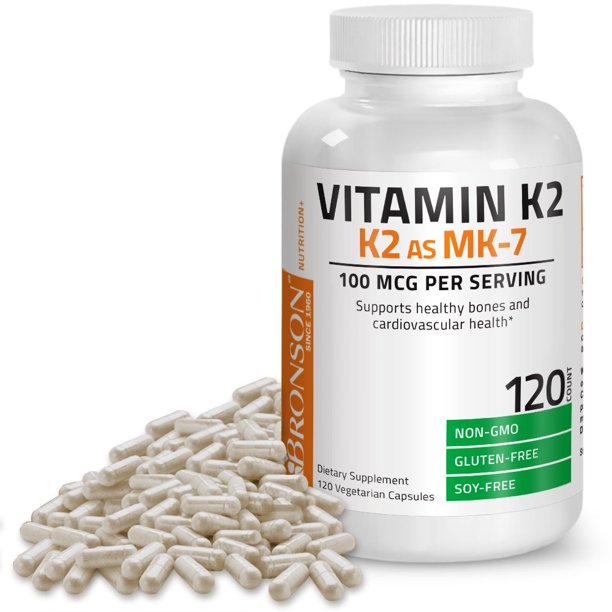 VITAMIN K2
K2 AS MK-7
100 MCG PER SERVING
Supports healthy bones and
cardiovascular health*
BRONSON™
SINCE 1960
NUTRITION+
120 COUNT
NON-GMO
GLUTEN-FREE
SOY-FREE
Dietary Supplement
120 Vegetarian Capsules